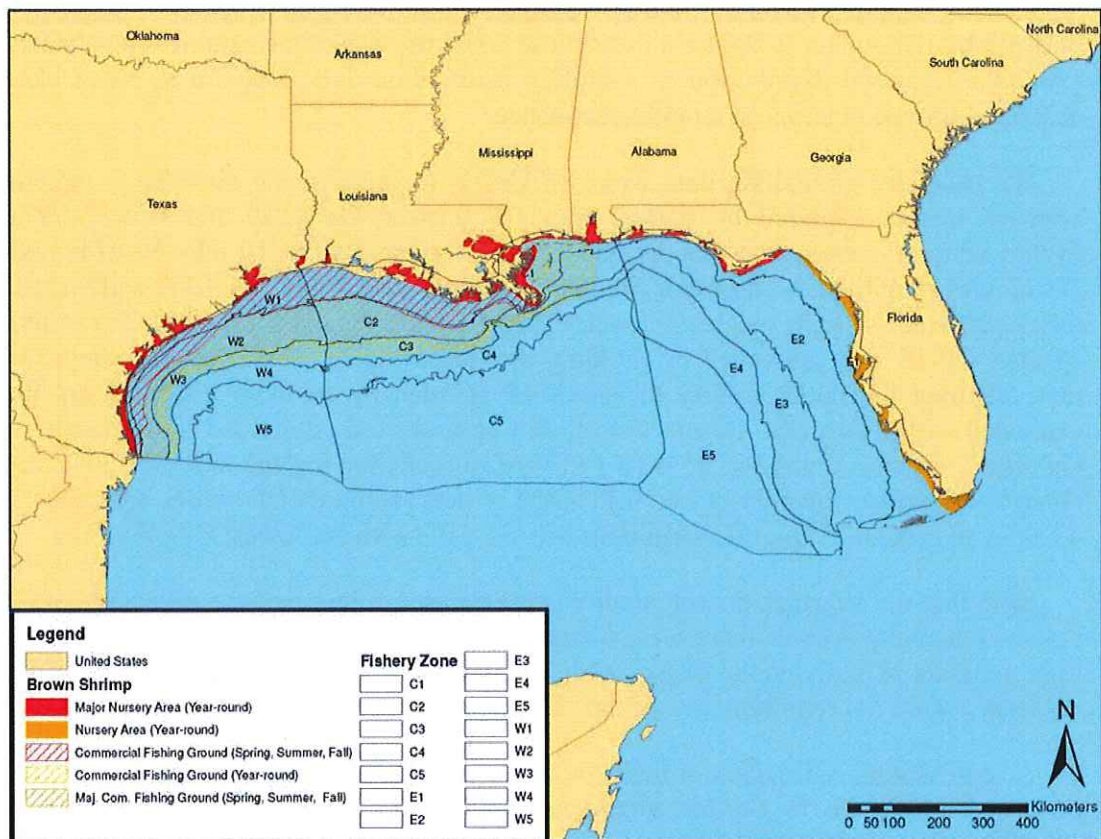 Oklahoma
Arkansas
North Carolina
South Carolina
Mississippi
Alabama
Georgia
Louisiana
Texas
Florida
W1
C2
W2
C3
C4
W3
W4
W5
C5
E2
E1
E4
E3
E5
Legend
United States
Brown Shrimp
Major Nursery Area (Year-round)
Nursery Area (Year-round)
Commercial Fishing Ground (Spring, Summer, Fall)
Commercial Fishing Ground (Year-round)
Maj. Com. Fishing Ground (Spring, Summer, Fall)
Fishery Zone
C1
C2
C3
C4
C5
E1
E2
E3
E4
E5
W1
W2
W3
W4
W5
N
Kilometers
0 50 100 200 300 400